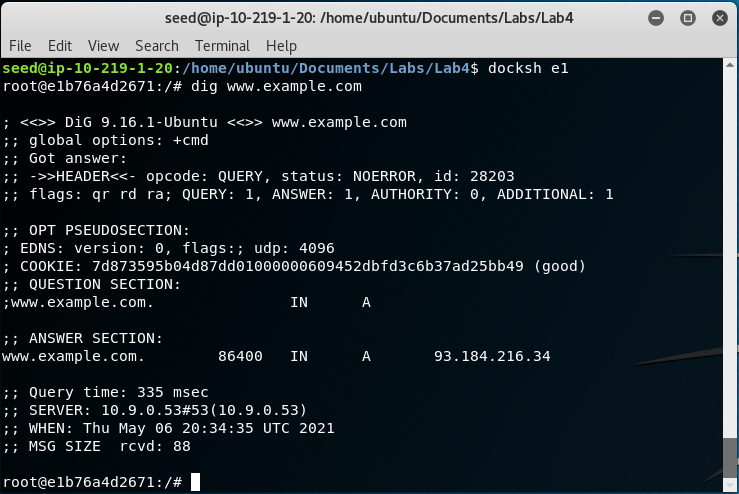 seed@ip-10-219-1-20: /home/ubuntu/Documents/Labs/Lab4
File Edit View Search Terminal Help
seed@ip-10-219-1-20:/home/ubuntu/Documents/Labs/Lab4$ docksh e1
root@e1b76a4d2671:/# dig www.example.com

; <<>> DiG 9.16.1-Ubuntu <<>> www.example.com
;; global options: +cmd
;; Got answer:
;; ->>HEADER<<- opcode: QUERY, status: NOERROR, id: 28203
;; flags: qr rd ra; QUERY: 1, ANSWER: 1, AUTHORITY: 0, ADDITIONAL: 1

;; OPT PSEUDOSECTION:
; EDNS: version: 0, flags:; udp: 4096
; COOKIE: 7d873595b04d87dd01000000609452dbfd3c6b37ad25bb49 (good)
;; QUESTION SECTION:
;www.example.com.		IN	A

;; ANSWER SECTION:
www.example.com.	86400	IN	A	93.184.216.34

;; Query time: 335 msec
;; SERVER: 10.9.0.53#53(10.9.0.53)
;; WHEN: Thu May 06 20:34:35 UTC 2021
;; MSG SIZE  rcvd: 88

root@e1b76a4d2671:/#